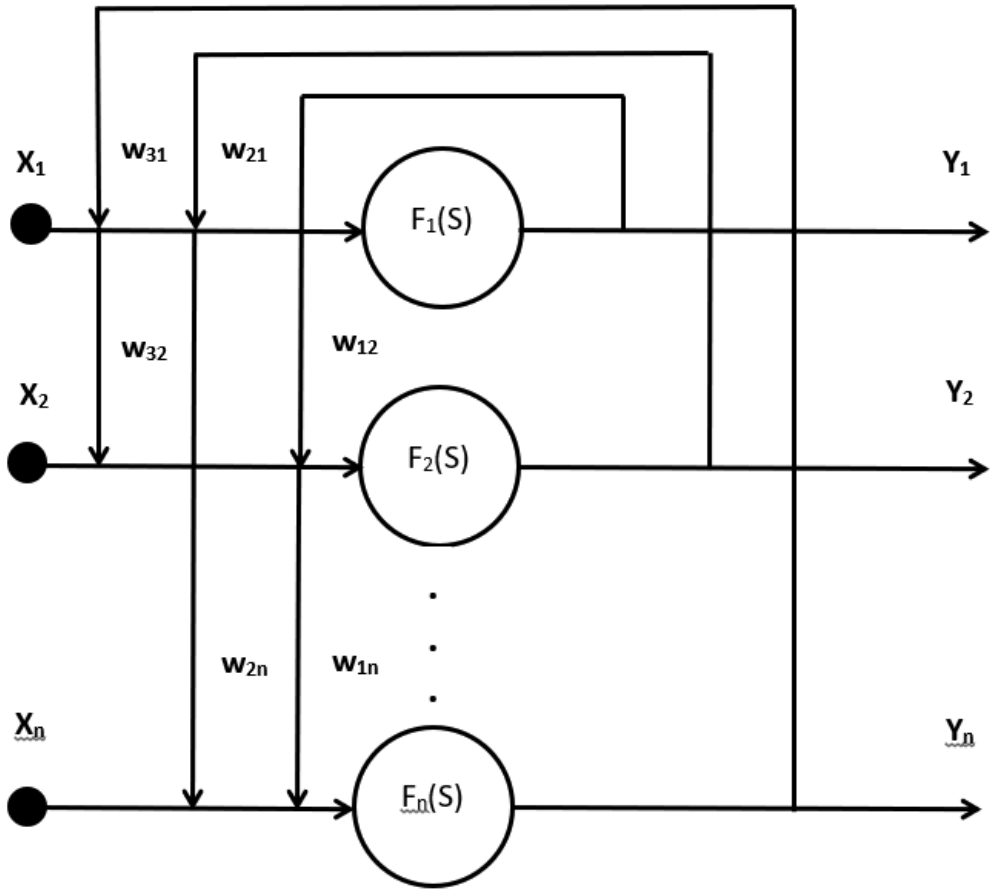 w₃₁ w₂₁
X₁ Y₁
F₁(S)
w₃₂ w₁₂
X₂ Y₂
F₂(S)
.
.
w₂ₙ w₁ₙ
.
Xₙ Yₙ
Fₙ(S)